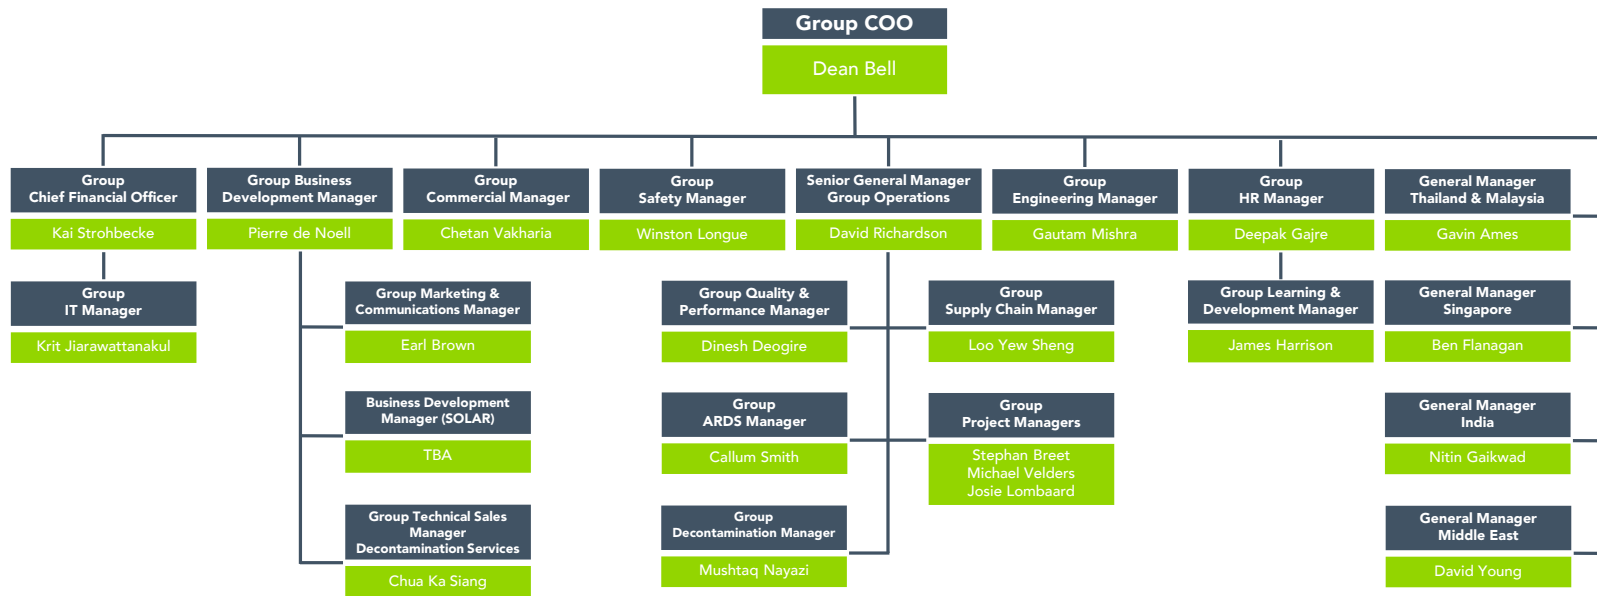 Group COO
Dean Bell
Group
Chief Financial Officer
Kai Strohbecke
Group
IT Manager
Krit Jiarawattanakul
Group Business
Development Manager
Pierre de Noell
Group Marketing &
Communications Manager
Earl Brown
Business Development
Manager (SOLAR)
TBA
Group Technical Sales
Manager
Decontamination Services
Chua Ka Siang
Group
Commercial Manager
Chetan Vakharia
Group
Safety Manager
Winston Longue
Senior General Manager
Group Operations
David Richardson
Group Quality &
Performance Manager
Dinesh Deogire
Group
Supply Chain Manager
Loo Yew Sheng
Group
ARDS Manager
Callum Smith
Group
Project Managers
Stephan Breet
Michael Velders
Josie Lombaard
Group
Decontamination Manager
Mushtaq Nayazi
Group
Engineering Manager
Gautam Mishra
Group
HR Manager
Deepak Gajre
Group Learning &
Development Manager
James Harrison
General Manager
Thailand & Malaysia
Gavin Ames
General Manager
Singapore
Ben Flanagan
General Manager
India
Nitin Gaikwad
General Manager
Middle East
David Young